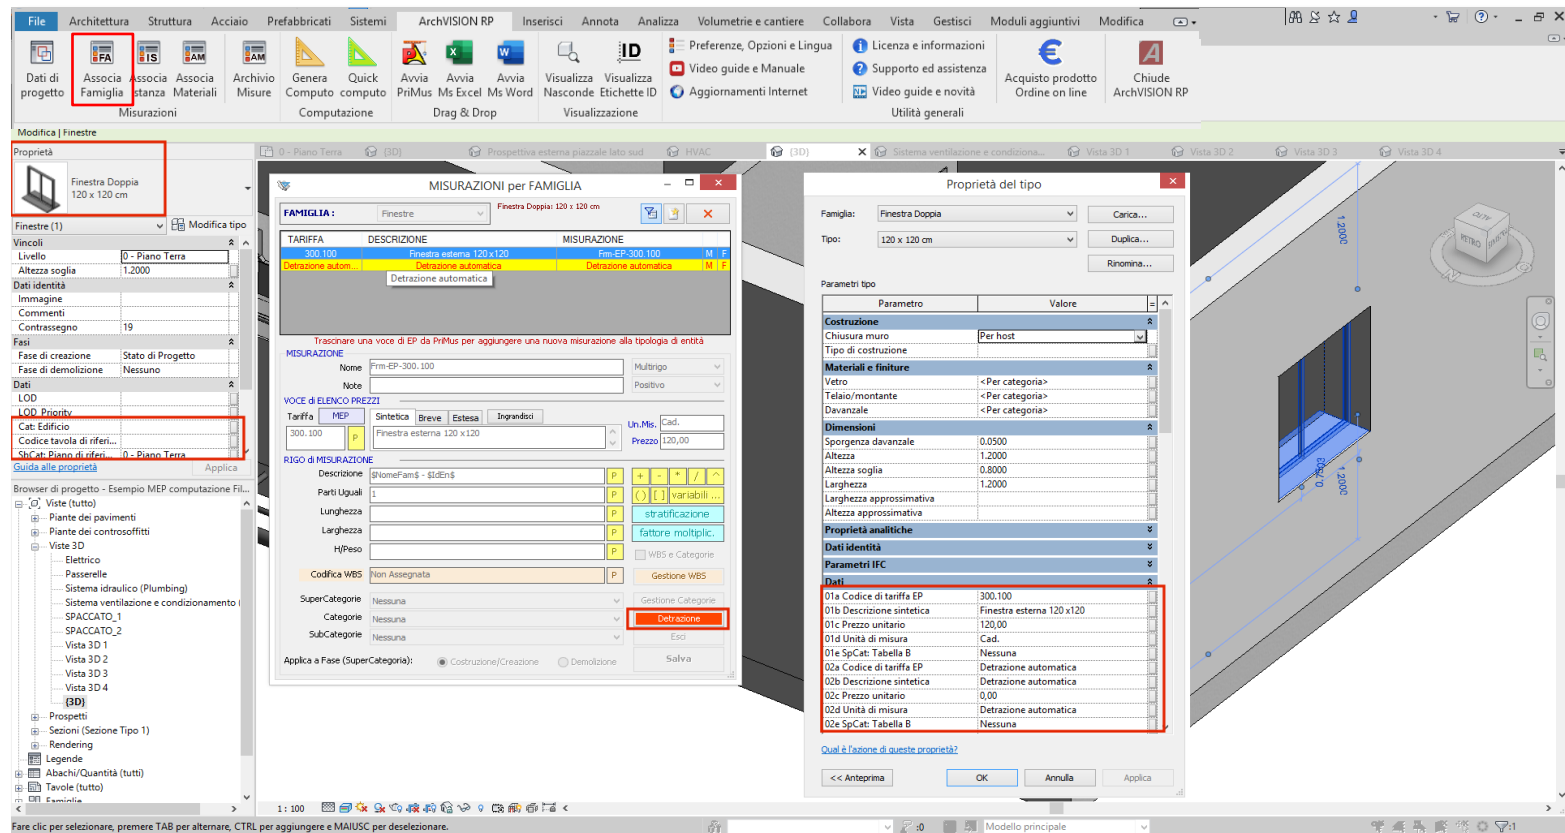 File Architettura Struttura Acciaio Prefabbricati Sistemi ArchVISION RP Inserisci Annota Analizza Volumetrie e cantiere Collabora Vista Gestisci Moduli aggiuntivi Modifica
Dati di progetto
FA Associa Famiglia
IS Associa Istanza
AM Associa Materiali
AM Archivio Misure
Genera Computo
Quick computo
Avvia PriMus
Avvia Ms Excel
Avvia Ms Word
Visualizza Nasconde
ID Visualizza Etichette ID
Preferenze, Opzioni e Lingua
Video guide e Manuale
Aggiornamenti Internet
Licenza e informazioni
Supporto ed assistenza
Video guide e novità
Acquisto prodotto Ordine on line
Chiude ArchVISION RP
Misurazioni Computazione Drag & Drop Visualizzazione Utilità generali
Modifica | Finestre
Proprietà
Finestra Doppia
120 x 120 cm
Finestre (1) Modifica tipo
Vincoli
Livello 0 - Piano Terra
Altezza soglia 1.2000
Dati identità
Immagine
Commenti
Contrassegno 19
Fasi
Fase di creazione Stato di Progetto
Fase di demolizione Nessuno
Dati
LOD
LOD Priority
Cat: Edificio
Codice tavola di riferi...
SbCat: Piano di riferi... 0 - Piano Terra
Guida alle proprietà Applica
Browser di progetto - Esempio MEP computazione Fil...
Viste (tutto)
Piante dei pavimenti
Piante dei controsoffitti
Viste 3D
Elettrico
Passerelle
Sistema idraulico (Plumbing)
Sistema ventilazione e condizionamento
SPACCATO_1
SPACCATO_2
Vista 3D 1
Vista 3D 2
Vista 3D 3
Vista 3D 4
{3D}
Prospetti
Sezioni (Sezione Tipo 1)
Rendering
Legende
Abachi/Quantità (tutti)
Tavole (tutto)
Famiglie
0 - Piano Terra {3D} Prospettiva esterna piazzale lato sud HVAC {3D} Sistema ventilazione e condiziona... Vista 3D 1 Vista 3D 2 Vista 3D 3 Vista 3D 4
MISURAZIONI per FAMIGLIA
FAMIGLIA : Finestre Finestra Doppia: 120 x 120 cm
TARIFFA DESCRIZIONE MISURAZIONE
300.100 Finestra esterna 120 x120 Frm-EP-300.100 M F
Detrazione autom... Detrazione automatica Detrazione automatica M F
Detrazione automatica
Trascinare una voce di EP da PriMus per aggiungere una nuova misurazione alla tipologia di entità
MISURAZIONE
Nome Frm-EP-300.100 Multirigo
Note Positivo
VOCE di ELENCO PREZZI
Tariffa MEP Sintetica Breve Estesa Ingrandisci
300.100 P Finestra esterna 120 x120
Un.Mis. Cad.
Prezzo 120,00
RIGO di MISURAZIONE
Descrizione $NomeFam$ - $IdEn$ P + - * / ^
Parti Uguali 1 P ( ) [ ] variabili ...
Lunghezza P stratificazione
Larghezza P fattore moltiplic.
H/Peso P WBS e Categorie
Codifica WBS Non Assegnata P Gestione WBS
SuperCategorie Nessuna Gestione Categorie
Categorie Nessuna Detrazione
SubCategorie Nessuna Esci
Applica a Fase (SuperCategoria): Costruzione/Creazione Demolizione Salva
Proprietà del tipo
Famiglia: Finestra Doppia Carica...
Tipo: 120 x 120 cm Duplica...
Rinomina...
Parametri tipo
Parametro Valore =
Costruzione
Chiusura muro Per host
Tipo di costruzione
Materiali e finiture
Vetro <Per categoria>
Telaio/montante <Per categoria>
Davanzale <Per categoria>
Dimensioni
Sporgenza davanzale 0.0500
Altezza 1.2000
Altezza soglia 0.8000
Larghezza 1.2000
Larghezza approssimativa
Altezza approssimativa
Proprietà analitiche
Dati identità
Parametri IFC
Dati
01a Codice di tariffa EP 300.100
01b Descrizione sintetica Finestra esterna 120 x120
01c Prezzo unitario 120,00
01d Unità di misura Cad.
01e SpCat: Tabella B Nessuna
02a Codice di tariffa EP Detrazione automatica
02b Descrizione sintetica Detrazione automatica
02c Prezzo unitario 0,00
02d Unità di misura Detrazione automatica
02e SpCat: Tabella B Nessuna
Qual è l'azione di queste proprietà?
<< Anteprima OK Annulla Applica
1.2000
0.7503
1.2000
ALTO
RETRO
1 : 100
Fare clic per selezionare, premere TAB per alternare, CTRL per aggiungere e MAIUSC per deselezionare.
:0 Modello principale :1